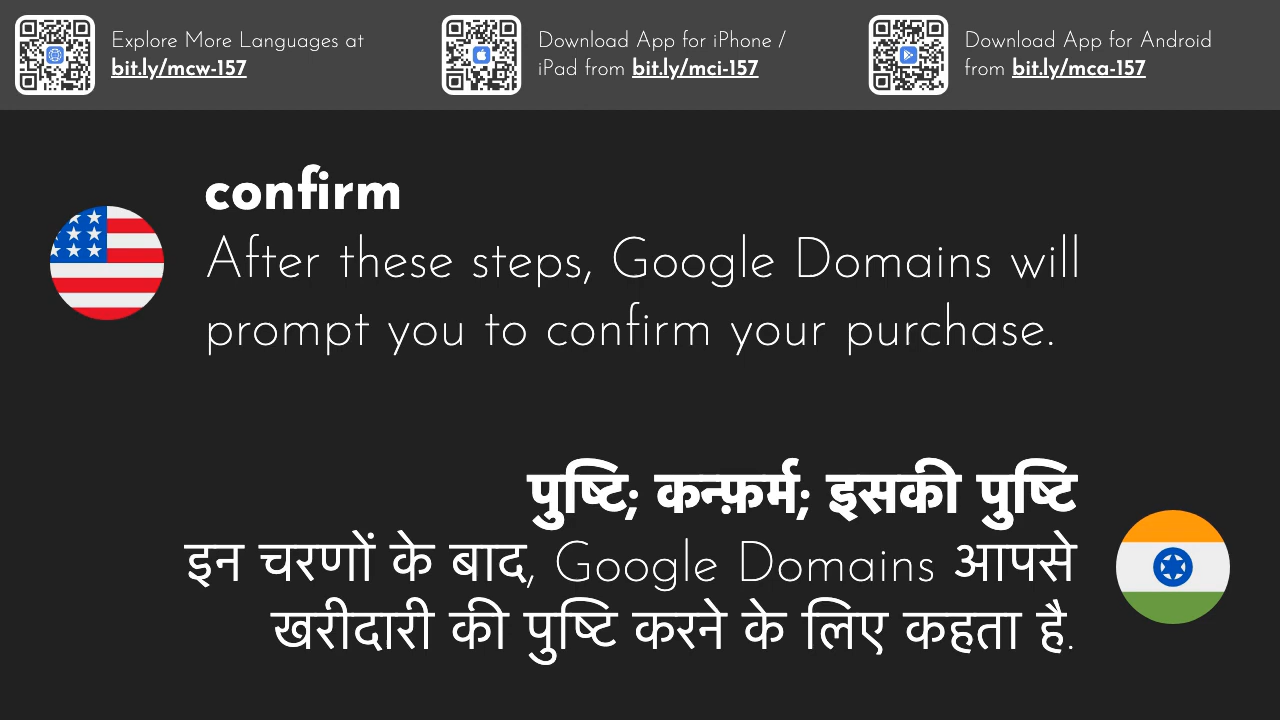 Explore More Languages at
bit.ly/mcw-157
Download App for iPhone /
iPad from bit.ly/mci-157
Download App for Android
from bit.ly/mca-157
confirm
After these steps, Google Domains will
prompt you to confirm your purchase.
पुष्टि; कन्फ़र्म; इसकी पुष्टि
इन चरणों के बाद, Google Domains आपसे
खरीदारी की पुष्टि करने के लिए कहता है.